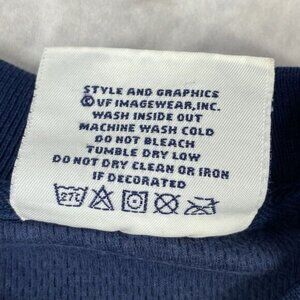 STYLE AND GRAPHICS
© VF IMAGEWEAR, INC.
WASH INSIDE OUT
MACHINE WASH COLD
DO NOT BLEACH
TUMBLE DRY LOW
DO NOT DRY CLEAN OR IRON
IF DECORATED